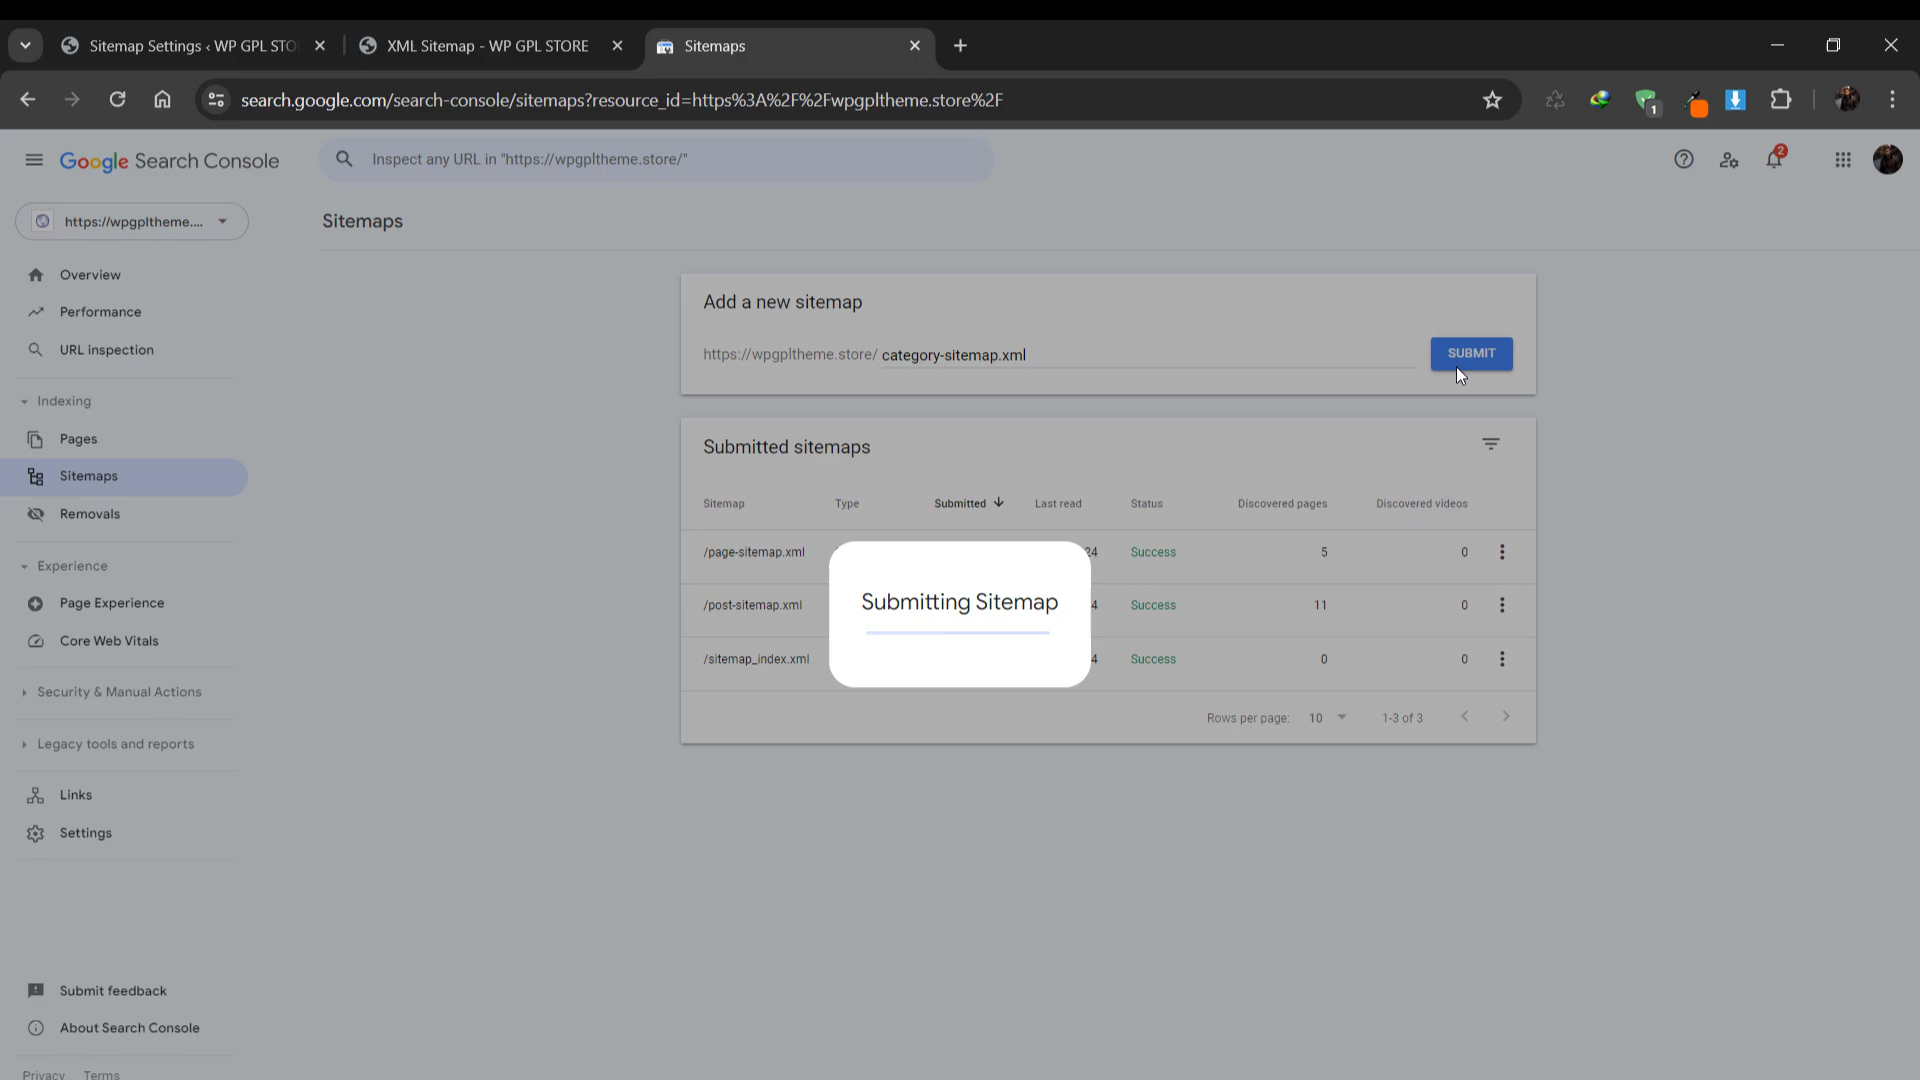 Sitemap Settings ‹ WP GPL STO
XML Sitemap - WP GPL STORE
Sitemaps
search.google.com/search-console/sitemaps?resource_id=https%3A%2F%2Fwpgpltheme.store%2F
1
Google Search Console
Inspect any URL in "https://wpgpltheme.store/"
2
https://wpgpltheme....
Sitemaps
Overview
Performance
URL inspection
Indexing
Pages
Sitemaps
Removals
Experience
Page Experience
Core Web Vitals
Security & Manual Actions
Legacy tools and reports
Links
Settings
Submit feedback
About Search Console
Privacy Terms
Add a new sitemap
https://wpgpltheme.store/ category-sitemap.xml
SUBMIT
Submitted sitemaps
Sitemap Type Submitted Last read Status Discovered pages Discovered videos
/page-sitemap.xml 24 Success 5 0
/post-sitemap.xml 4 Success 11 0
/sitemap_index.xml 4 Success 0 0
Submitting Sitemap
Rows per page: 10 1-3 of 3